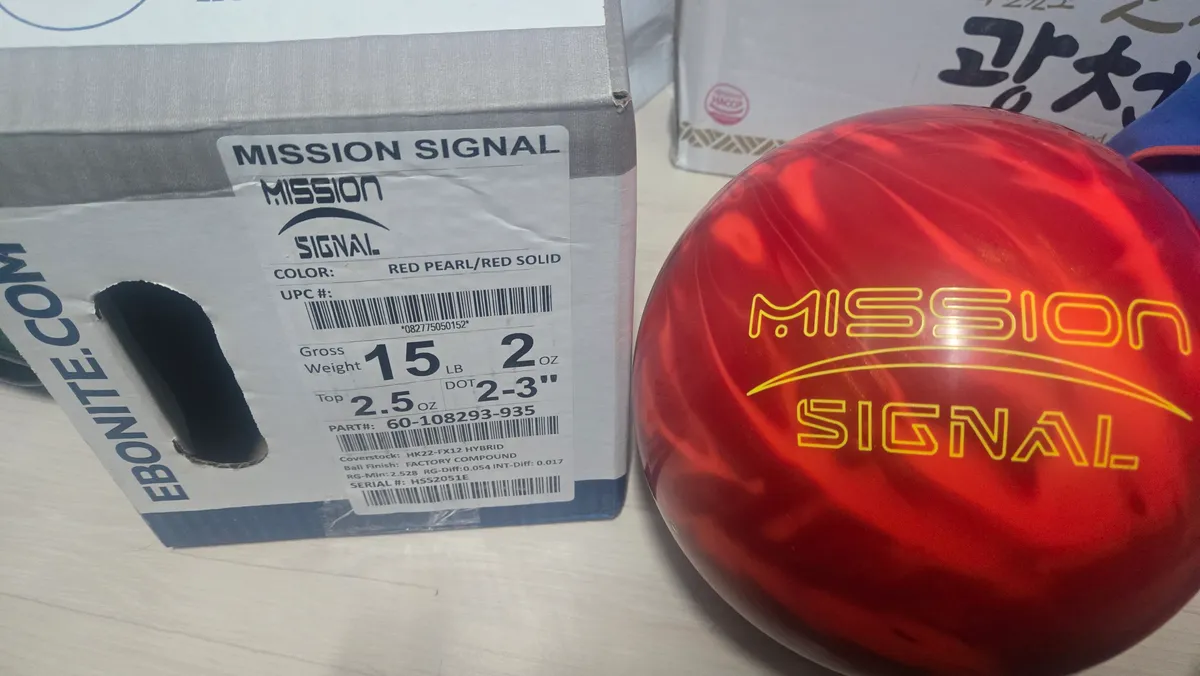 MISSION SIGNAL
MISSION
SIGNAL
COLOR: RED PEARL/RED SOLID
UPC #:
*082775050152*
Gross Weight 15 LB 2 OZ
Top 2.5 OZ DOT 2-3"
PART#: 60-108293-935
Coverstock: HK22-FX12 HYBRID
Ball Finish: FACTORY COMPOUND
RG-Min: 2.528 RG-Diff: 0.054 INT-Diff: 0.017
SERIAL #: H5S2051E
EBONITE.COM
MISSION
SIGNAL
광천
HACCP